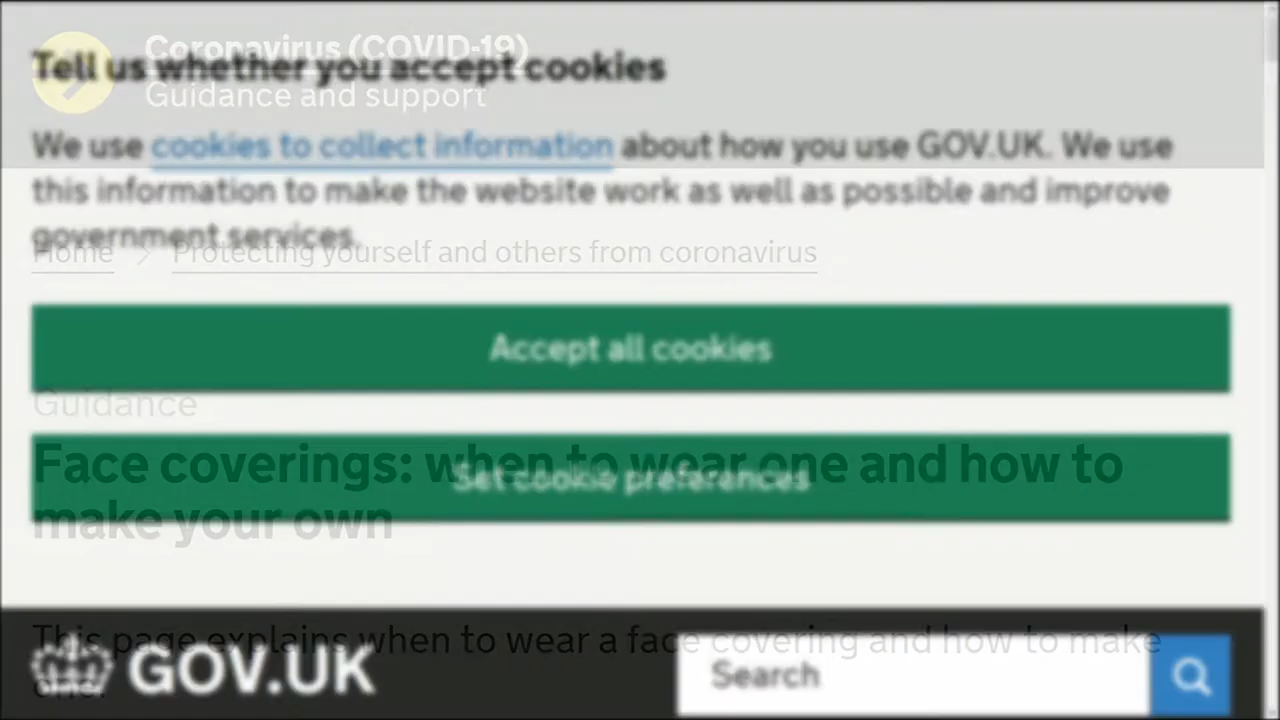 Coronavirus (COVID-19)
Tell us whether you accept cookies
Guidance and support
We use cookies to collect information about how you use GOV.UK. We use
this information to make the website work as well as possible and improve
government services.
Home > Protecting yourself and others from coronavirus
Accept all cookies
Guidance
Face coverings: when to wear one and how to
Set cookie preferences
make your own
This page explains when to wear a face covering and how to make
one.
GOV.UK
Search